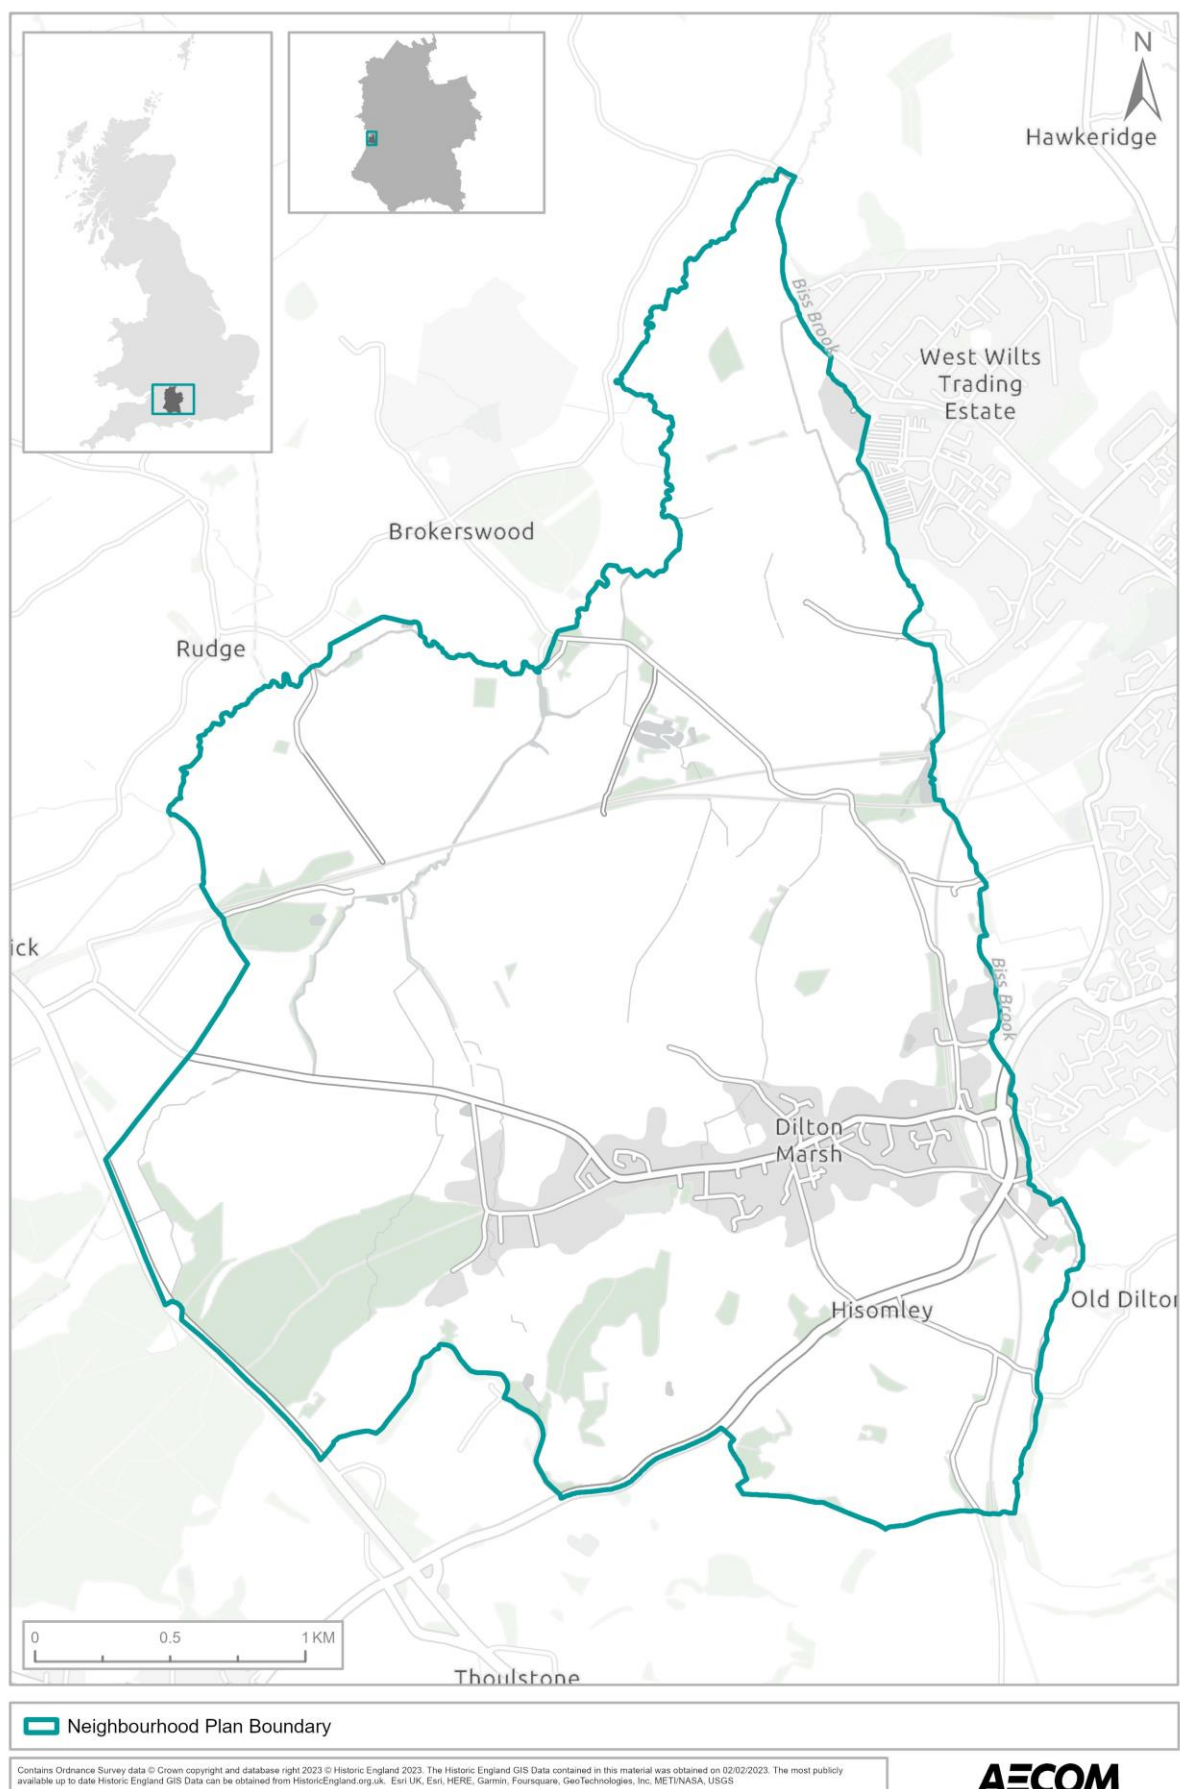 N
Hawkeridge
Biss Brook
West Wilts
Trading
Estate
Brokerswood
Rudge
ick
Biss Brook
Dilton
Marsh
Hisomley
Old Dilton
0 0.5 1 KM
Thoulstone
Neighbourhood Plan Boundary
Contains Ordnance Survey data © Crown copyright and database right 2023 © Historic England 2023. The Historic England GIS Data contained in this material was obtained on 02/02/2023. The most publicly
available up to date Historic England GIS Data can be obtained from HistoricEngland.org.uk. Esri UK, Esri, HERE, Garmin, Foursquare, GeoTechnologies, Inc, METI/NASA, USGS
AECOM